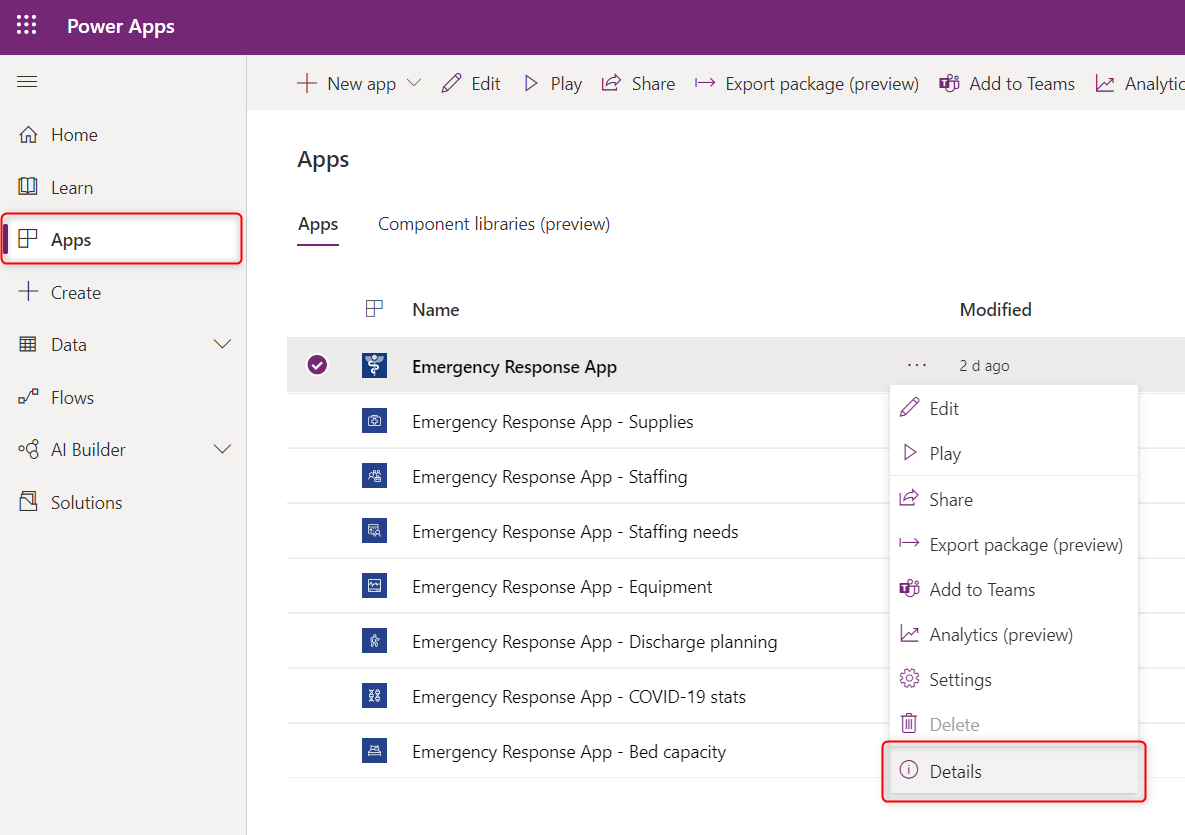 Power Apps
New app Edit Play Share Export package (preview) Add to Teams Analytic
Home
Learn
Apps
Create
Data
Flows
AI Builder
Solutions
Apps
Apps Component libraries (preview)
Name Modified
Emergency Response App ... 2 d ago
Emergency Response App - Supplies
Emergency Response App - Staffing
Emergency Response App - Staffing needs
Emergency Response App - Equipment
Emergency Response App - Discharge planning
Emergency Response App - COVID-19 stats
Emergency Response App - Bed capacity
Edit
Play
Share
Export package (preview)
Add to Teams
Analytics (preview)
Settings
Delete
Details